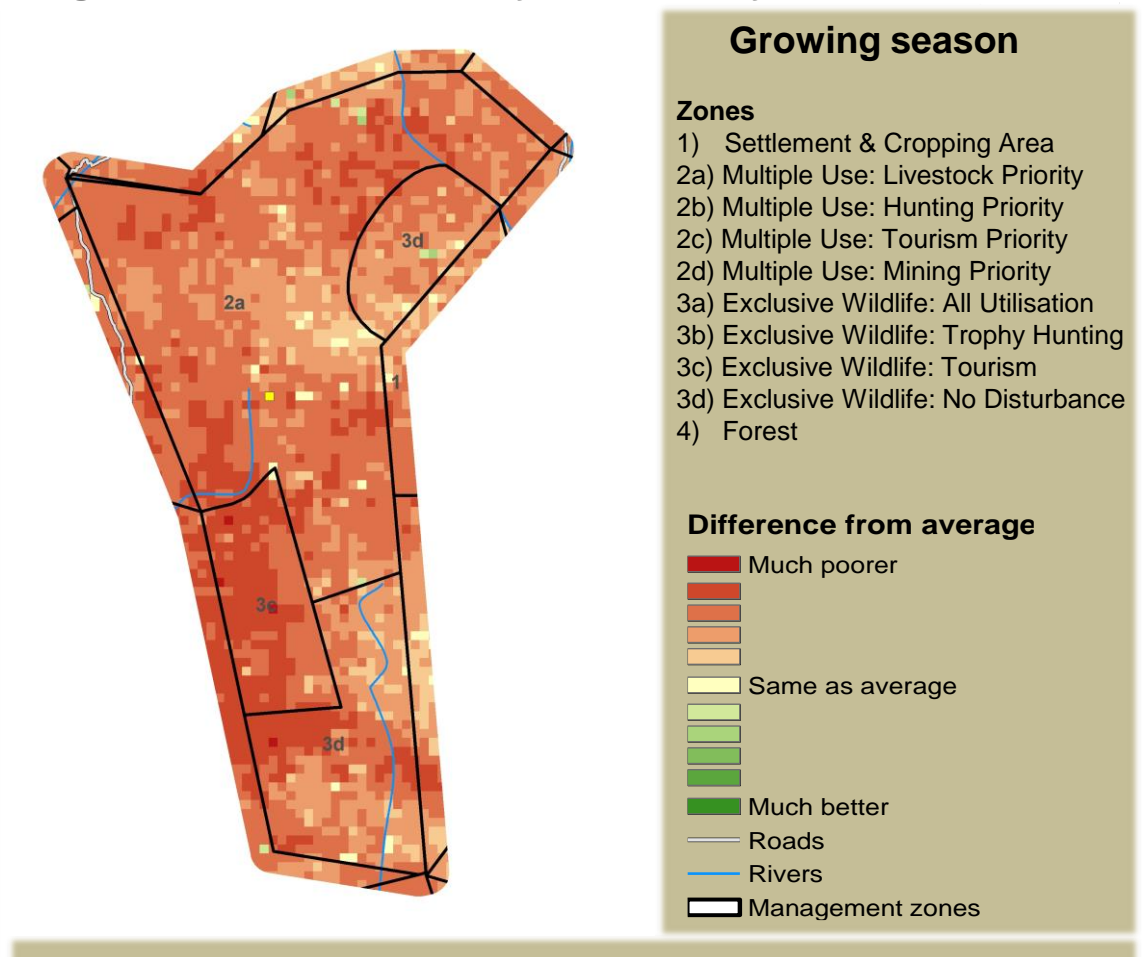 Growing season
Zones
1) Settlement & Cropping Area
2a) Multiple Use: Livestock Priority
2b) Multiple Use: Hunting Priority
2c) Multiple Use: Tourism Priority
2d) Multiple Use: Mining Priority
3a) Exclusive Wildlife: All Utilisation
3b) Exclusive Wildlife: Trophy Hunting
3c) Exclusive Wildlife: Tourism
3d) Exclusive Wildlife: No Disturbance
4) Forest
Difference from average
Much poorer
Same as average
Much better
Roads
Rivers
Management zones
3d
2a
1
3c
3d